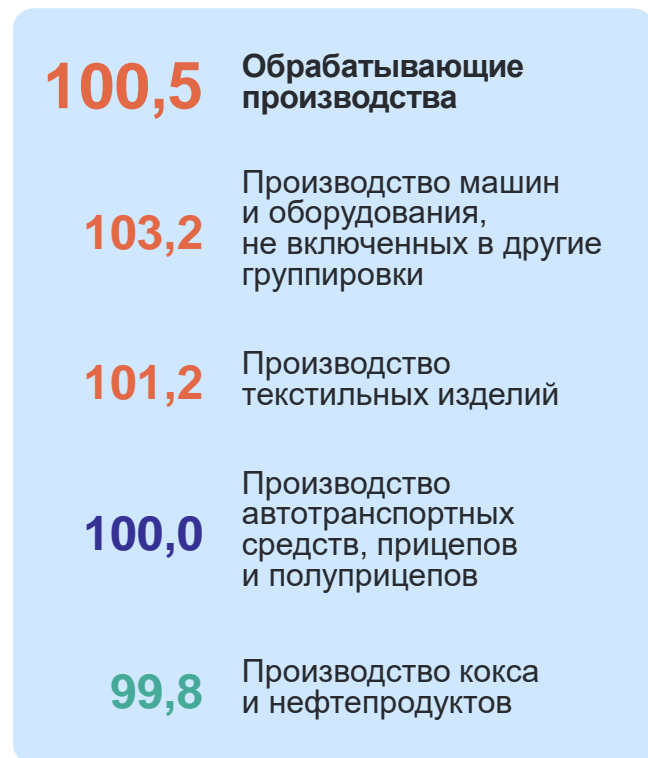 100,5
Обрабатывающие
производства
103,2
Производство машин
и оборудования,
не включенных в другие
группировки
101,2
Производство
текстильных изделий
100,0
Производство
автотранспортных
средств, прицепов
и полуприцепов
99,8
Производство кокса
и нефтепродуктов